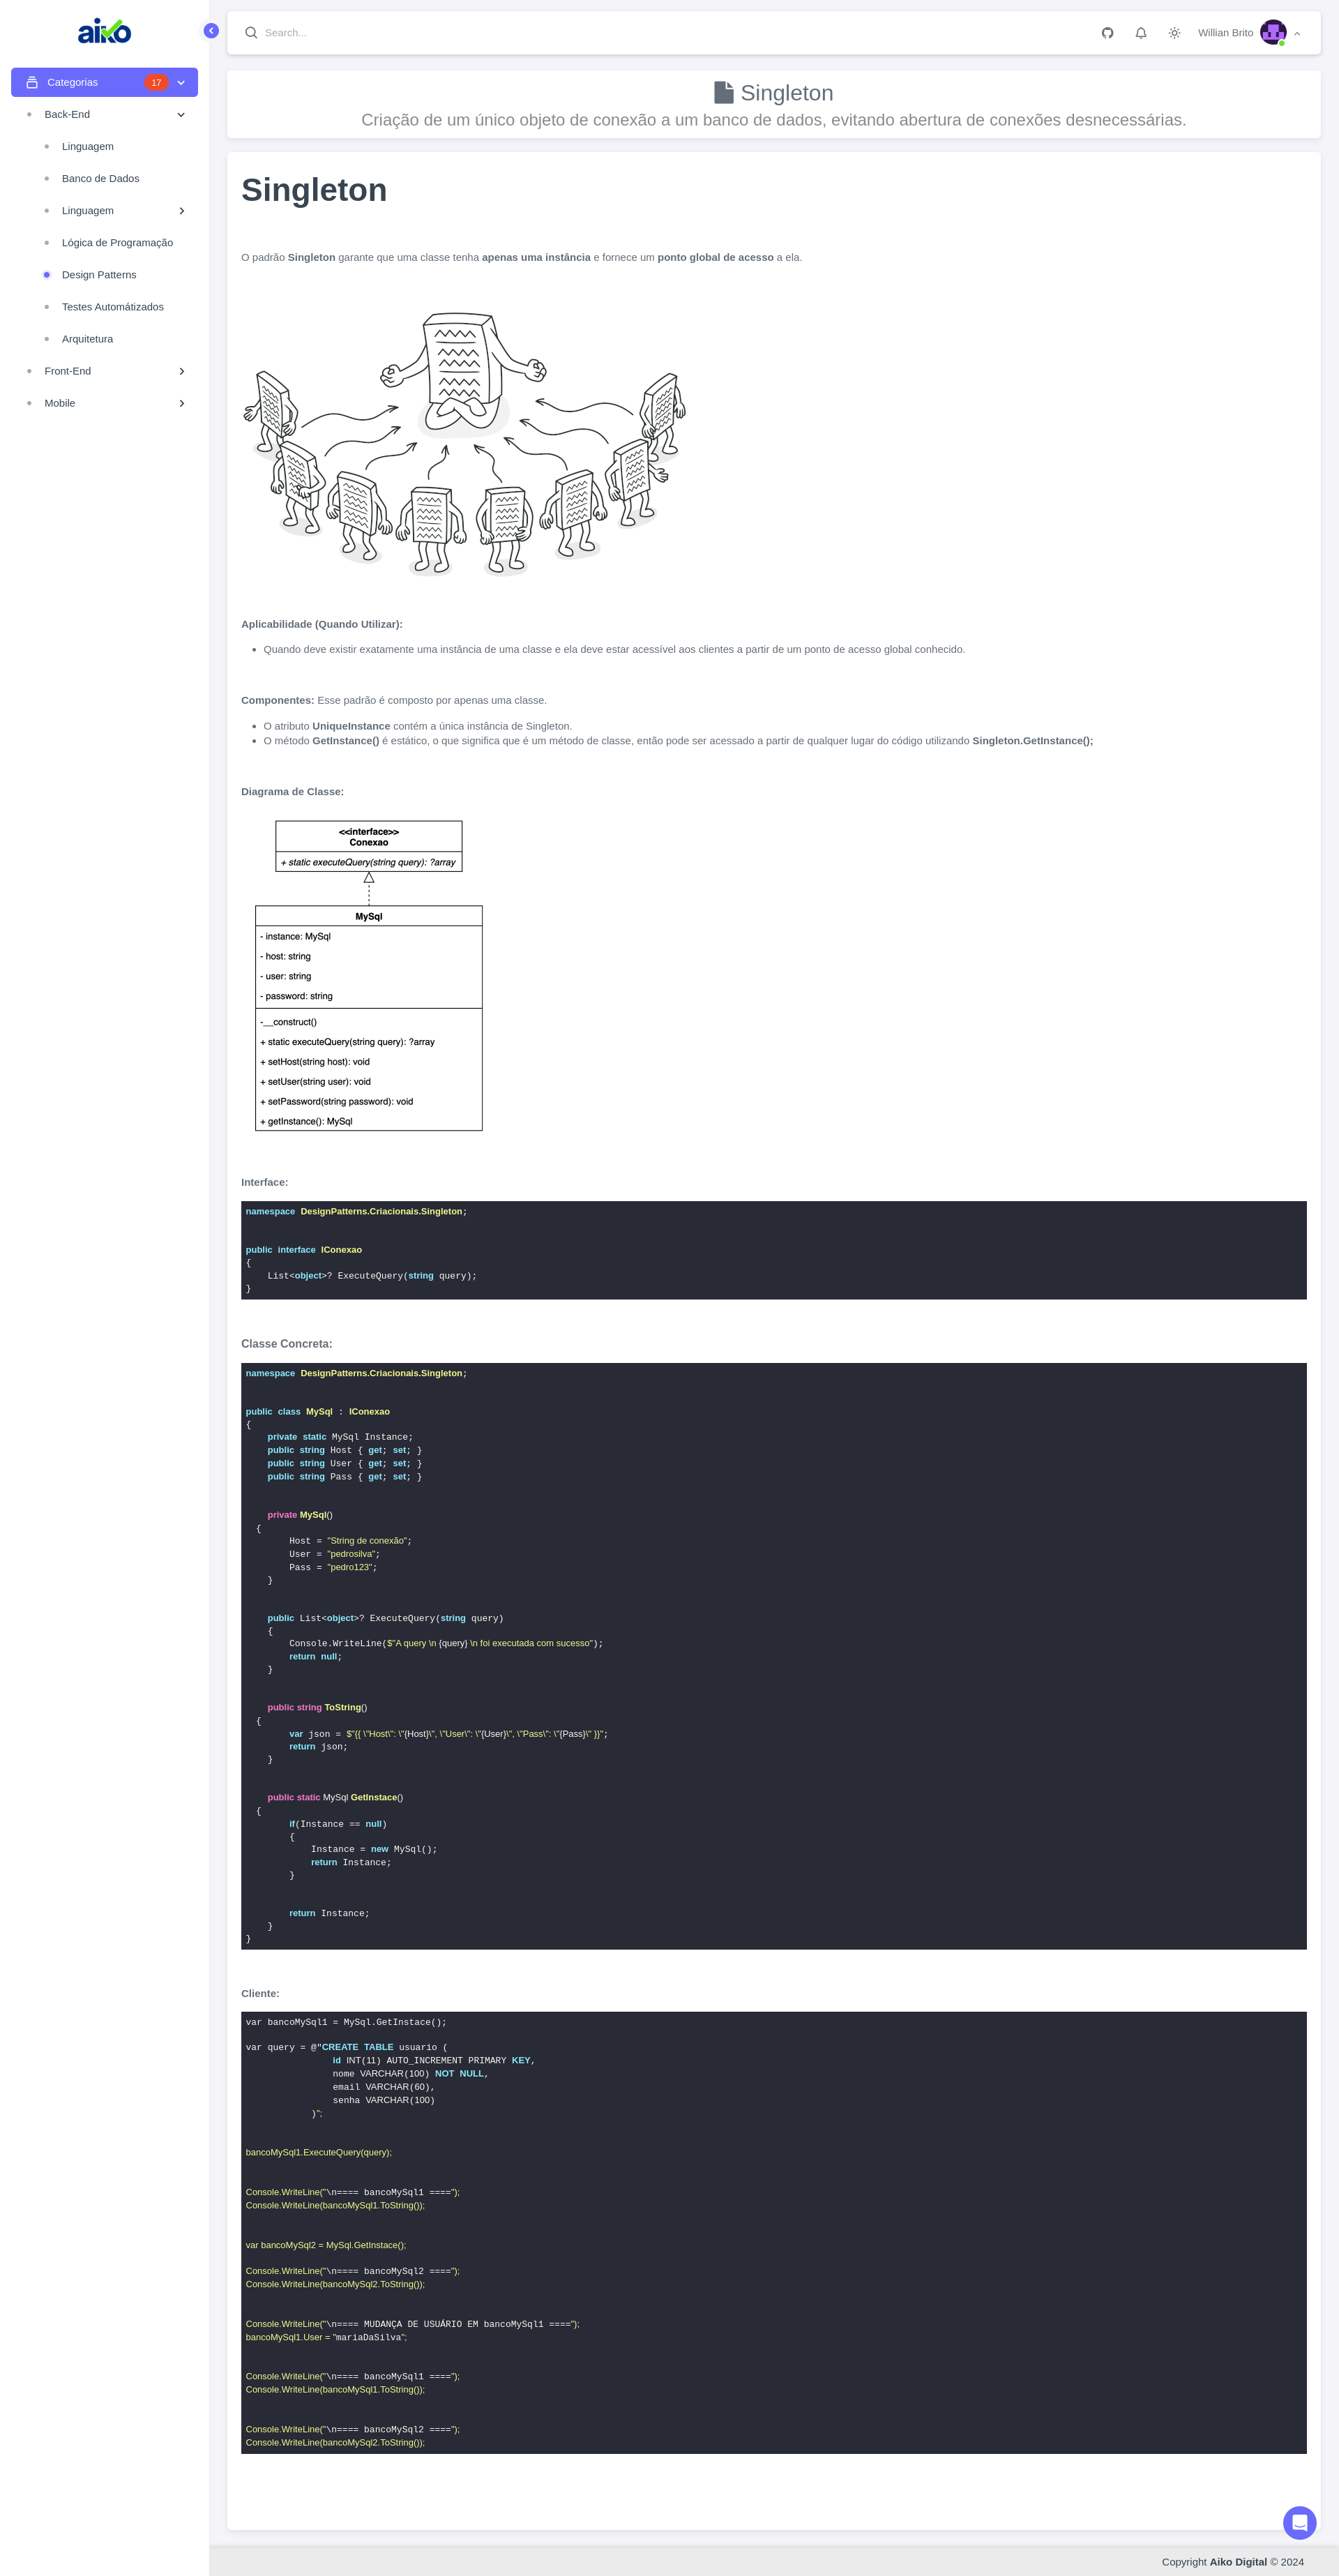 aiko
Categorias 17
Back-End
Linguagem
Banco de Dados
Linguagem
Lógica de Programação
Design Patterns
Testes Automátizados
Arquitetura
Front-End
Mobile
Search...
Willian Brito
Singleton
Criação de um único objeto de conexão a um banco de dados, evitando abertura de conexões desnecessárias.
Singleton
O padrão Singleton garante que uma classe tenha apenas uma instância e fornece um ponto global de acesso a ela.
Aplicabilidade (Quando Utilizar):
Quando deve existir exatamente uma instância de uma classe e ela deve estar acessível aos clientes a partir de um ponto de acesso global conhecido.
Componentes: Esse padrão é composto por apenas uma classe.
O atributo UniqueInstance contém a única instância de Singleton.
O método GetInstance() é estático, o que significa que é um método de classe, então pode ser acessado a partir de qualquer lugar do código utilizando Singleton.GetInstance();
Diagrama de Classe:
<<interface>>
Conexao
+ static executeQuery(string query): ?array
MySql
- instance: MySql
- host: string
- user: string
- password: string
-__construct()
+ static executeQuery(string query): ?array
+ setHost(string host): void
+ setUser(string user): void
+ setPassword(string password): void
+ getInstance(): MySql
Interface:
namespace DesignPatterns.Criacionais.Singleton;
public interface IConexao
{
List<object>? ExecuteQuery(string query);
}
Classe Concreta:
namespace DesignPatterns.Criacionais.Singleton;
public class MySql : IConexao
{
private static MySql Instance;
public string Host { get; set; }
public string User { get; set; }
public string Pass { get; set; }
private MySql()
{
Host = "String de conexão";
User = "pedrosilva";
Pass = "pedro123";
}
public List<object>? ExecuteQuery(string query)
{
Console.WriteLine($"A query \n {query} \n foi executada com sucesso");
return null;
}
public string ToString()
{
var json = $"{{ \"Host\": \"{Host}\", \"User\": \"{User}\", \"Pass\": \"{Pass}\" }}";
return json;
}
public static MySql GetInstace()
{
if(Instance == null)
{
Instance = new MySql();
return Instance;
}
return Instance;
}
}
Cliente:
var bancoMySql1 = MySql.GetInstace();
var query = @"CREATE TABLE usuario (
id INT(11) AUTO_INCREMENT PRIMARY KEY,
nome VARCHAR(100) NOT NULL,
email VARCHAR(60),
senha VARCHAR(100)
)";
bancoMySql1.ExecuteQuery(query);
Console.WriteLine("\n==== bancoMySql1 ====");
Console.WriteLine(bancoMySql1.ToString());
var bancoMySql2 = MySql.GetInstace();
Console.WriteLine("\n==== bancoMySql2 ====");
Console.WriteLine(bancoMySql2.ToString());
Console.WriteLine("\n==== MUDANÇA DE USUÁRIO EM bancoMySql1 ====");
bancoMySql1.User = "mariaDaSilva";
Console.WriteLine("\n==== bancoMySql1 ====");
Console.WriteLine(bancoMySql1.ToString());
Console.WriteLine("\n==== bancoMySql2 ====");
Console.WriteLine(bancoMySql2.ToString());
Copyright Aiko Digital © 2024